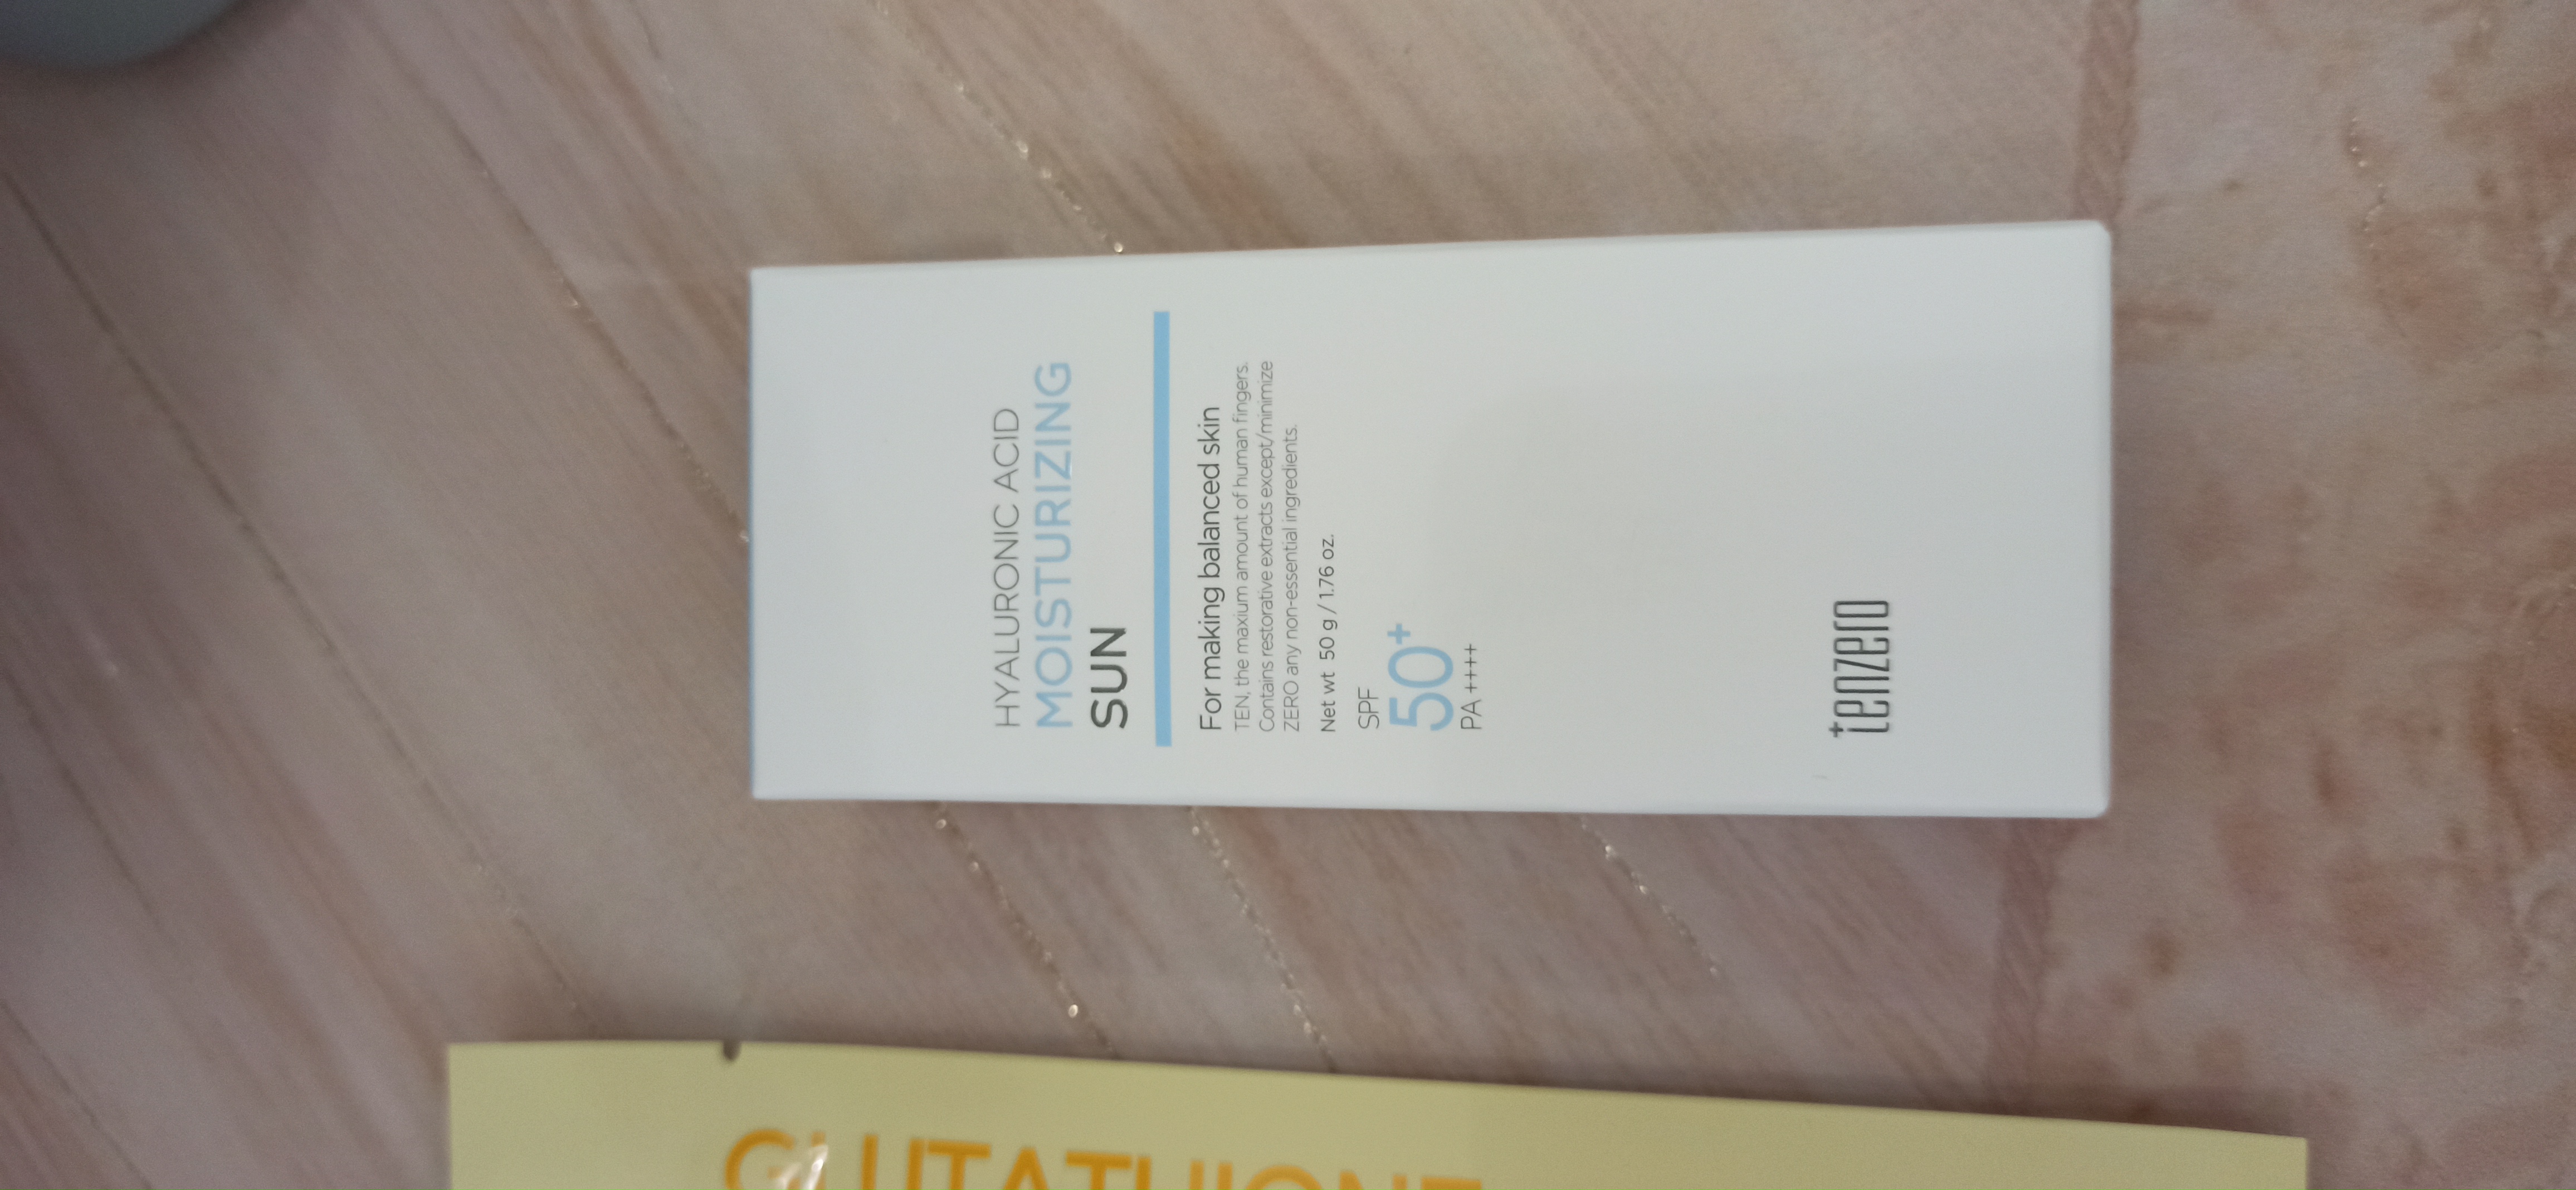 HYALURONIC ACID
MOISTURIZING
SUN
For making balanced skin
TEN, the maxium amount of human fingers.
Contains restorative extracts except/minimize
ZERO any non-essential ingredients.
Net wt 50 g / 1.76 oz.
SPF
50+
PA ++++
tenzero
GLUTATHIONE